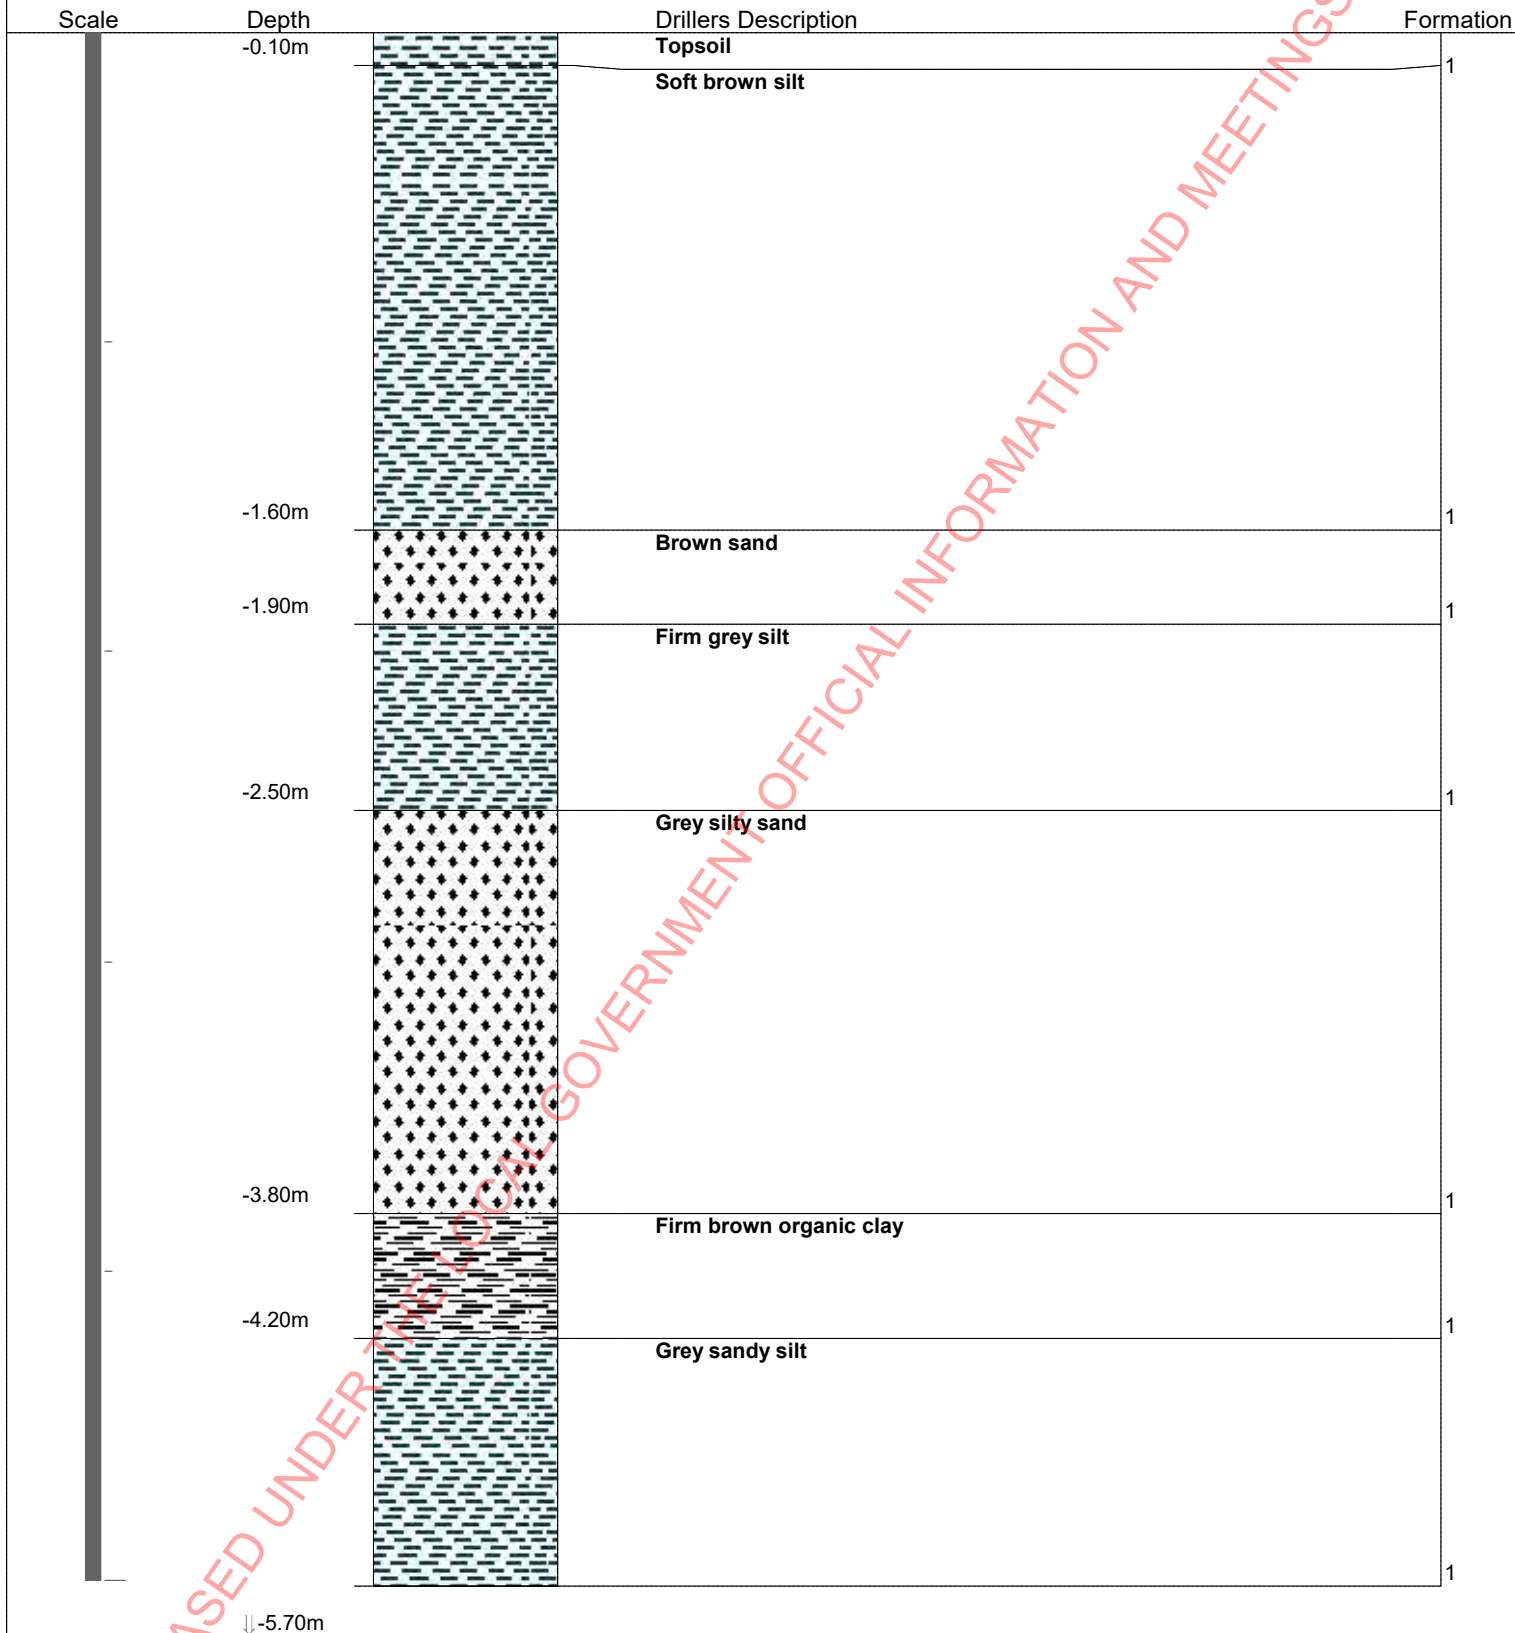 Scale Depth Drillers Description Formation
-0.10m Topsoil
1
Soft brown silt
-1.60m 1
Brown sand
-1.90m 1
Firm grey silt
-2.50m 1
Grey silty sand
-3.80m 1
Firm brown organic clay
-4.20m 1
Grey sandy silt
1
⇓-5.70m
ASED UNDER THE LOCAL GOVERNMENT OFFICIAL INFORMATION AND MEETINGS